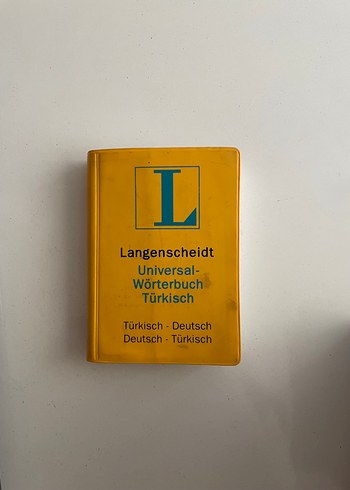 L
Langenscheidt
Universal-
Wörterbuch
Türkisch
Türkisch - Deutsch
Deutsch - Türkisch